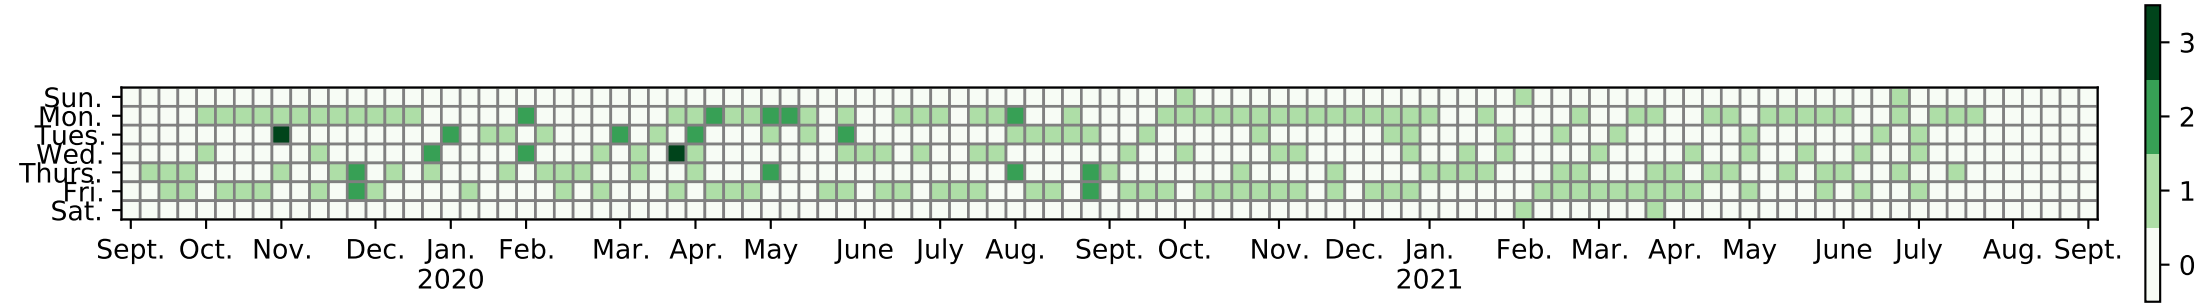 3
2
1
0
Sun.
Mon.
Tues.
Wed.
Thurs.
Fri.
Sat.
Sept. Oct. Nov. Dec. Jan. Feb. Mar. Apr. May June July Aug. Sept. Oct. Nov. Dec. Jan. Feb. Mar. Apr. May June July Aug. Sept.
2020 2021